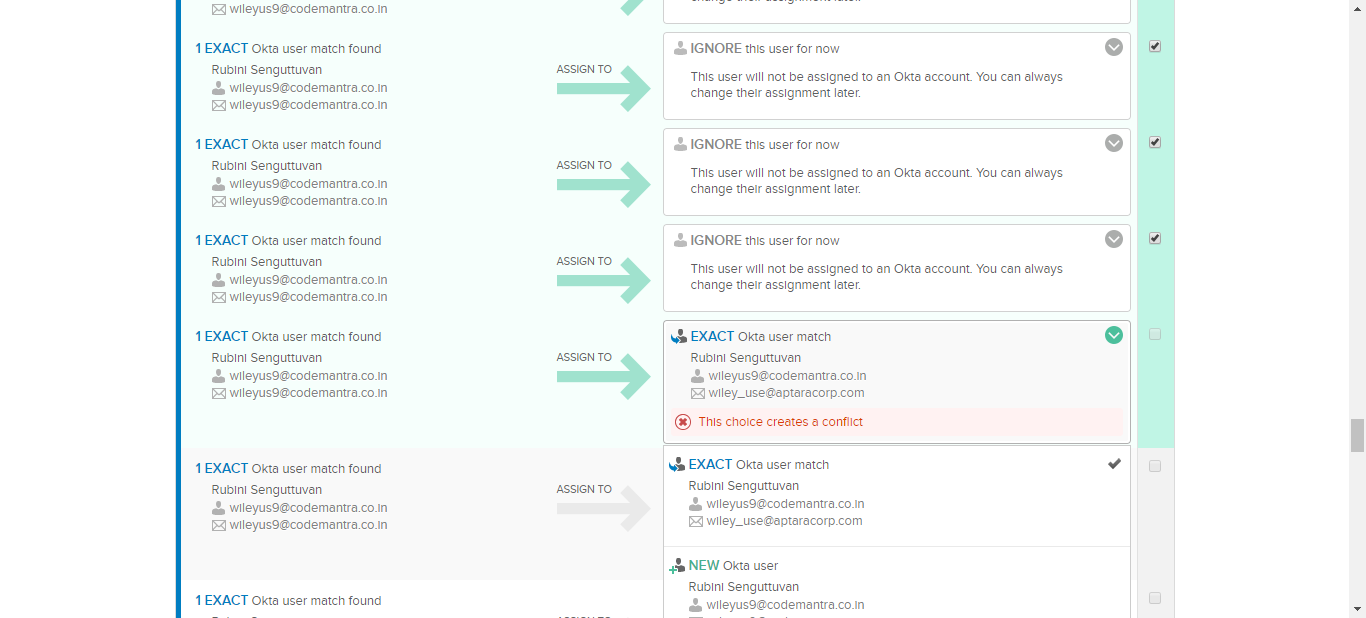 wileyus9@codemantra.co.in
change their assignment later.
1 EXACT Okta user match found
Rubini Senguttuvan
wileyus9@codemantra.co.in
wileyus9@codemantra.co.in
ASSIGN TO
IGNORE this user for now
This user will not be assigned to an Okta account. You can always
change their assignment later.
1 EXACT Okta user match found
Rubini Senguttuvan
wileyus9@codemantra.co.in
wileyus9@codemantra.co.in
ASSIGN TO
IGNORE this user for now
This user will not be assigned to an Okta account. You can always
change their assignment later.
1 EXACT Okta user match found
Rubini Senguttuvan
wileyus9@codemantra.co.in
wileyus9@codemantra.co.in
ASSIGN TO
IGNORE this user for now
This user will not be assigned to an Okta account. You can always
change their assignment later.
1 EXACT Okta user match found
Rubini Senguttuvan
wileyus9@codemantra.co.in
wileyus9@codemantra.co.in
ASSIGN TO
EXACT Okta user match
Rubini Senguttuvan
wileyus9@codemantra.co.in
wiley_use@aptaracorp.com
This choice creates a conflict
1 EXACT Okta user match found
Rubini Senguttuvan
wileyus9@codemantra.co.in
wileyus9@codemantra.co.in
ASSIGN TO
EXACT Okta user match
Rubini Senguttuvan
wileyus9@codemantra.co.in
wiley_use@aptaracorp.com
NEW Okta user
Rubini Senguttuvan
wileyus9@codemantra.co.in
1 EXACT Okta user match found